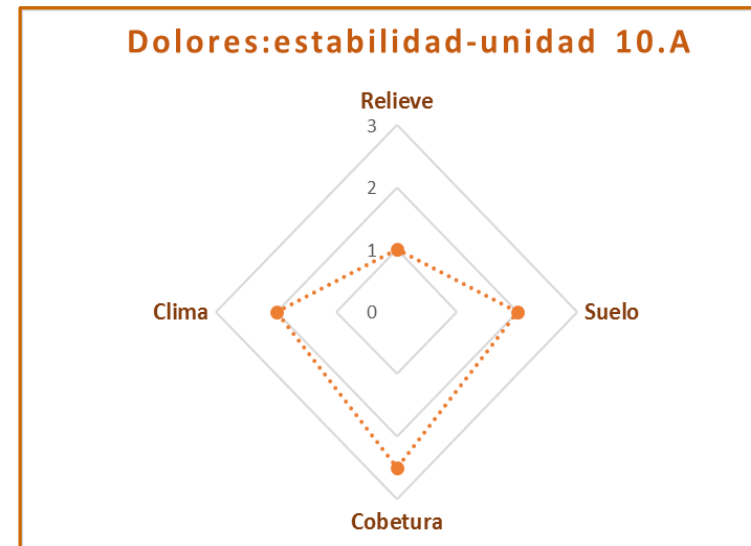 Dolores:estabilidad-unidad 10.A
Relieve
3
2
1
Clima
0
Suelo
Cobetura